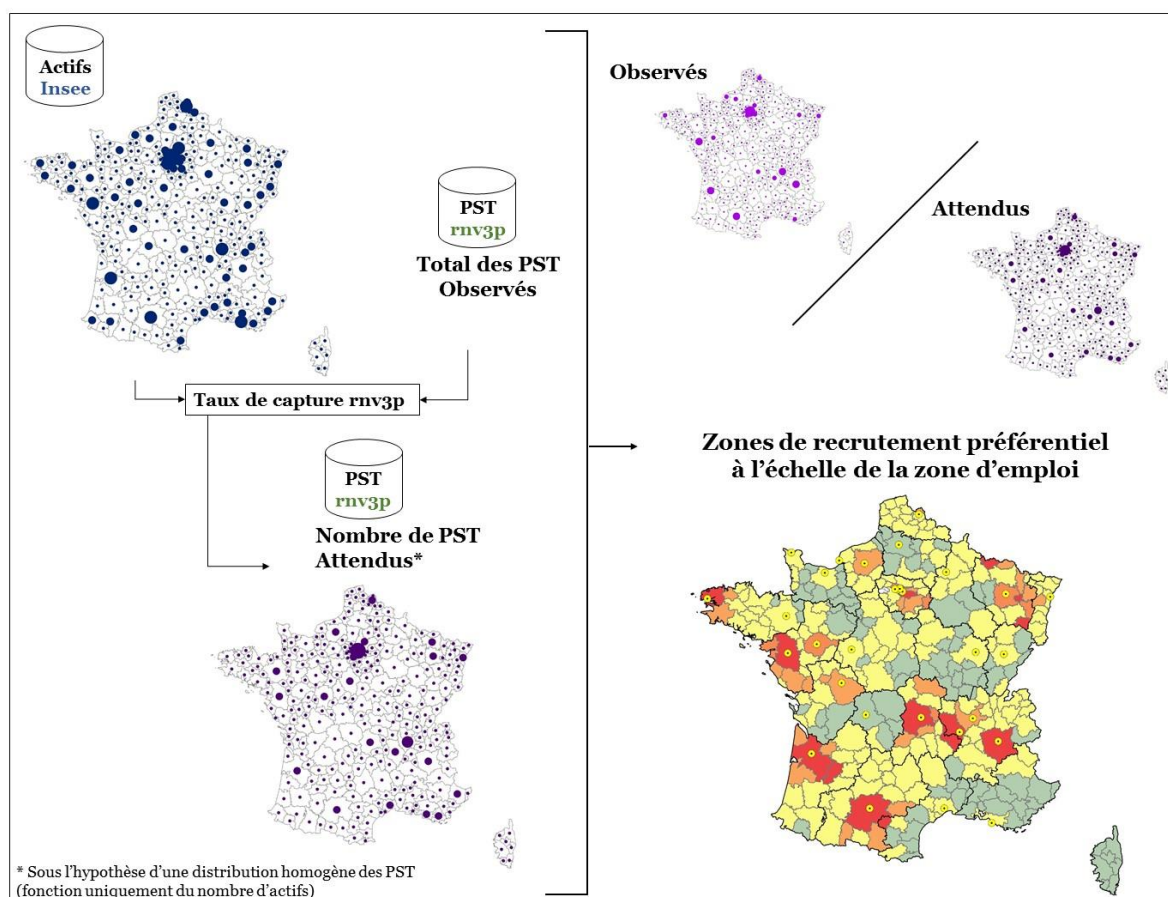 Actifs
Insee
PST
rnv3p
Total des PST
Observés
Taux de capture rnv3p
PST
rnv3p
Nombre de PST
Attendus*
* Sous l'hypothèse d'une distribution homogène des PST
(fonction uniquement du nombre d'actifs)
Observés
Attendus
Zones de recrutement préférentiel
à l'échelle de la zone d'emploi